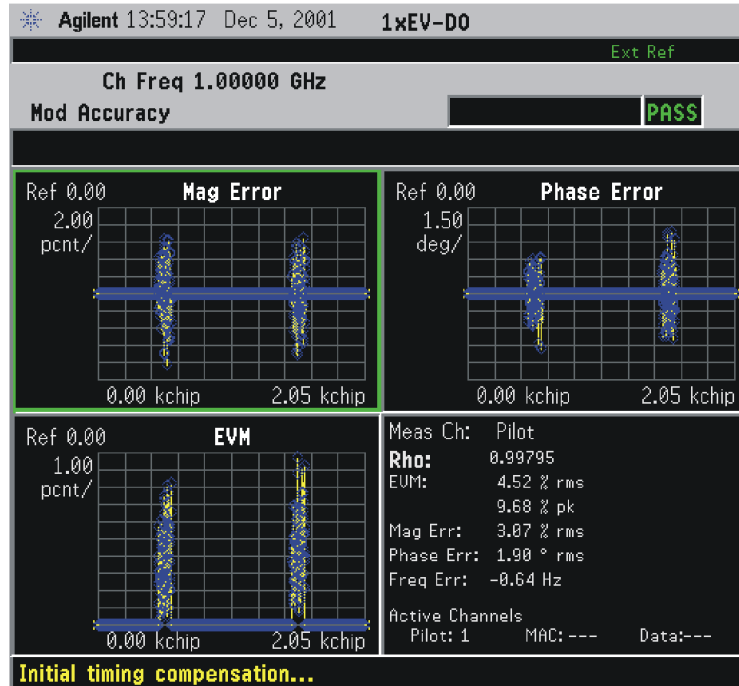 Agilent 13:59:17 Dec 5, 2001 1xEV-DO
Ext Ref
Ch Freq 1.00000 GHz
Mod Accuracy PASS
Ref 0.00 Mag Error
2.00
pcnt/
0.00 kchip 2.05 kchip
Ref 0.00 Phase Error
1.50
deg/
0.00 kchip 2.05 kchip
Ref 0.00 EVM
1.00
pcnt/
0.00 kchip 2.05 kchip
Meas Ch: Pilot
Rho: 0.99795
EVM: 4.52 % rms
9.68 % pk
Mag Err: 3.07 % rms
Phase Err: 1.90 ° rms
Freq Err: -0.64 Hz
Active Channels
Pilot: 1 MAC: --- Data:---
Initial timing compensation...